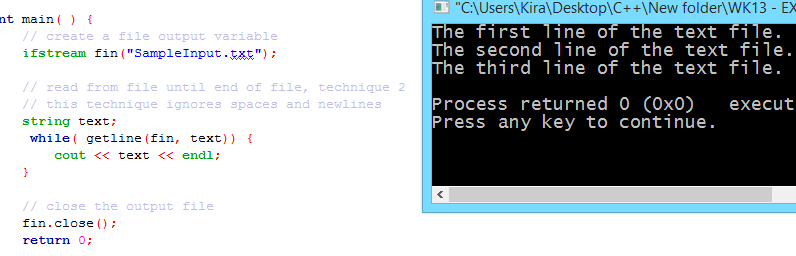 nt main( ) {
// create a file output variable
ifstream fin("SampleInput.txt");
// read from file until end of file, technique 2
// this technique ignores spaces and newlines
string text;
while( getline(fin, text)) {
cout << text << endl;
}
// close the output file
fin.close();
return 0;
"C:\Users\Kira\Desktop\C++\New folder\WK13 - EX
The first line of the text file.
The second line of the text file.
The third line of the text file.
Process returned 0 (0x0) execut
Press any key to continue.